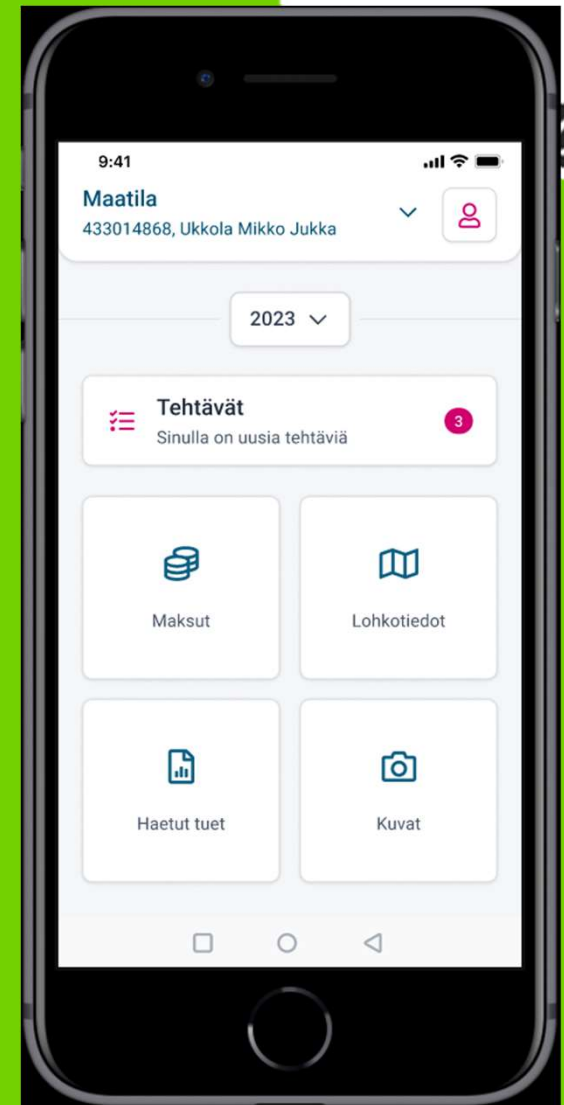 9:41
Maatila
433014868, Ukkola Mikko Jukka
2023
Tehtävät
Sinulla on uusia tehtäviä
3
Maksut
Lohkotiedot
Haetut tuet
Kuvat